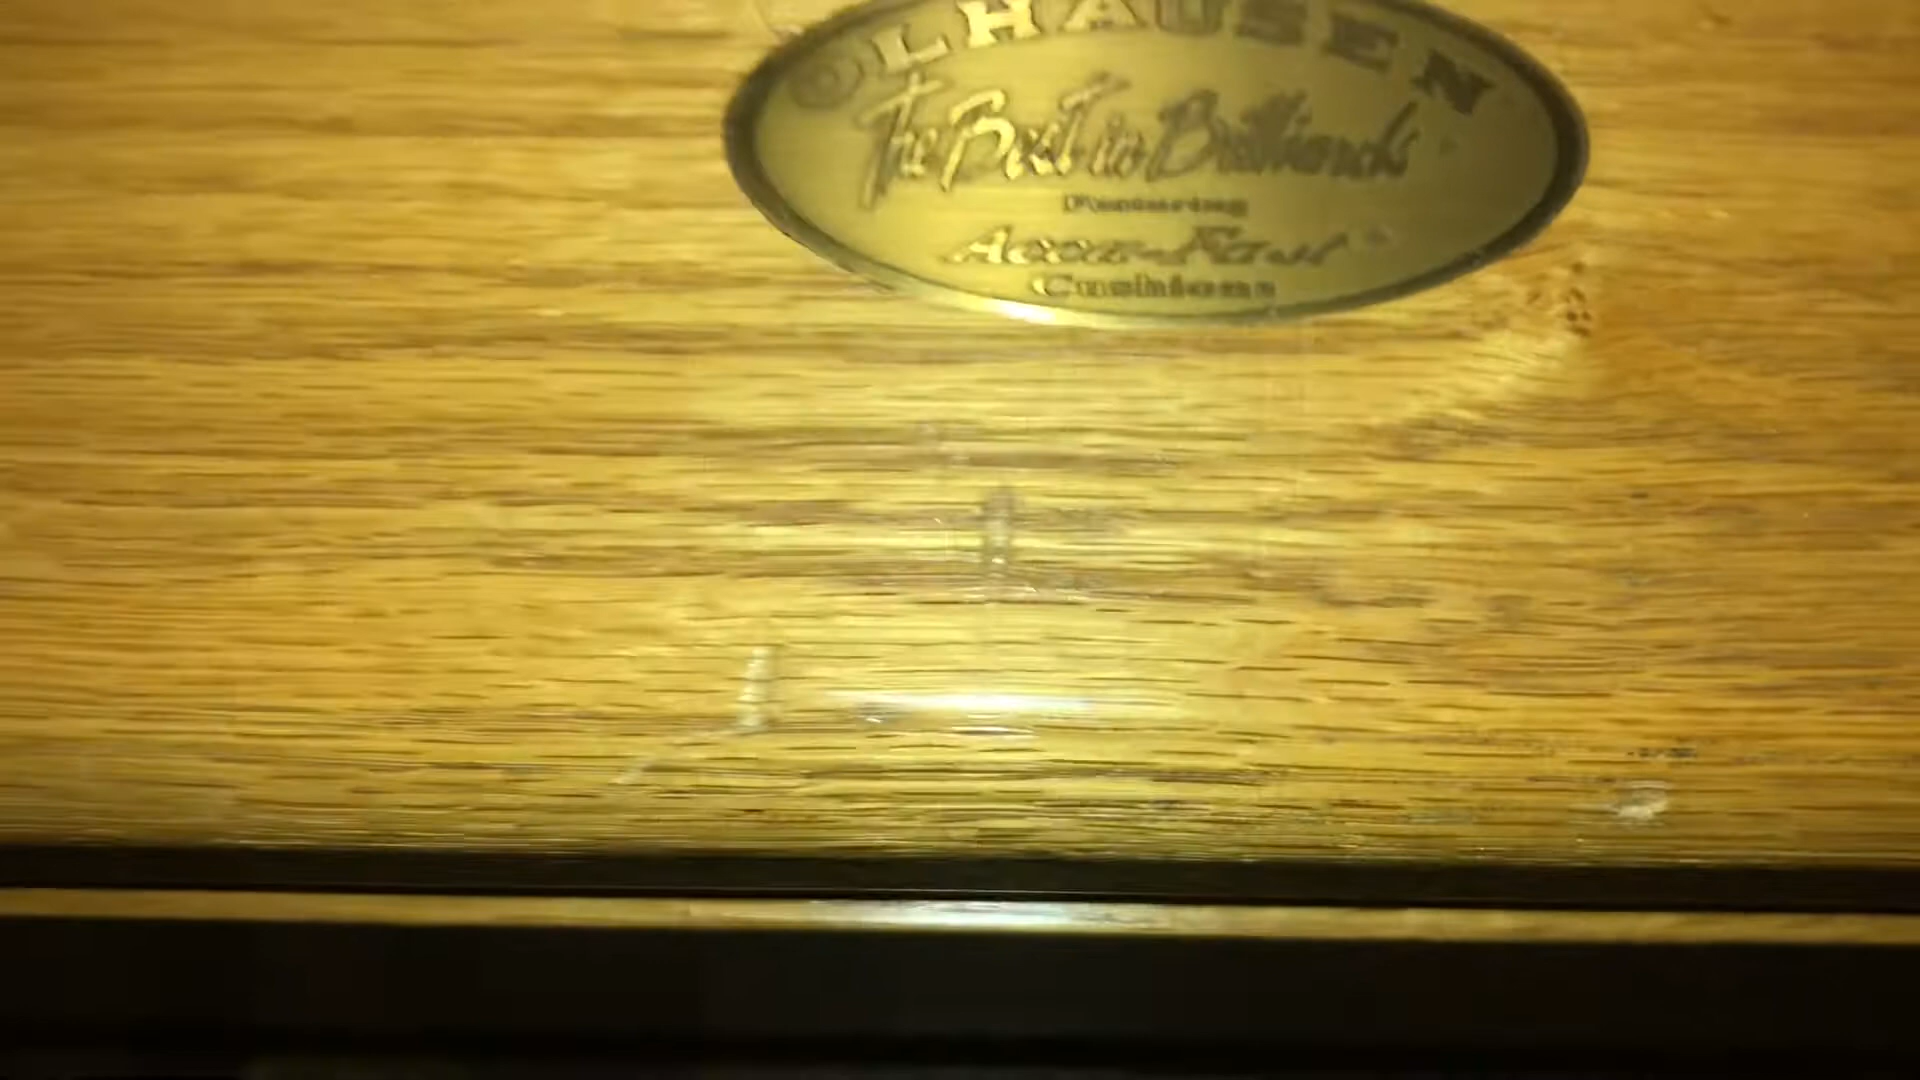 OLHAUSEN
The Best in Billiards
Featuring
Accu-Fast
Cushions